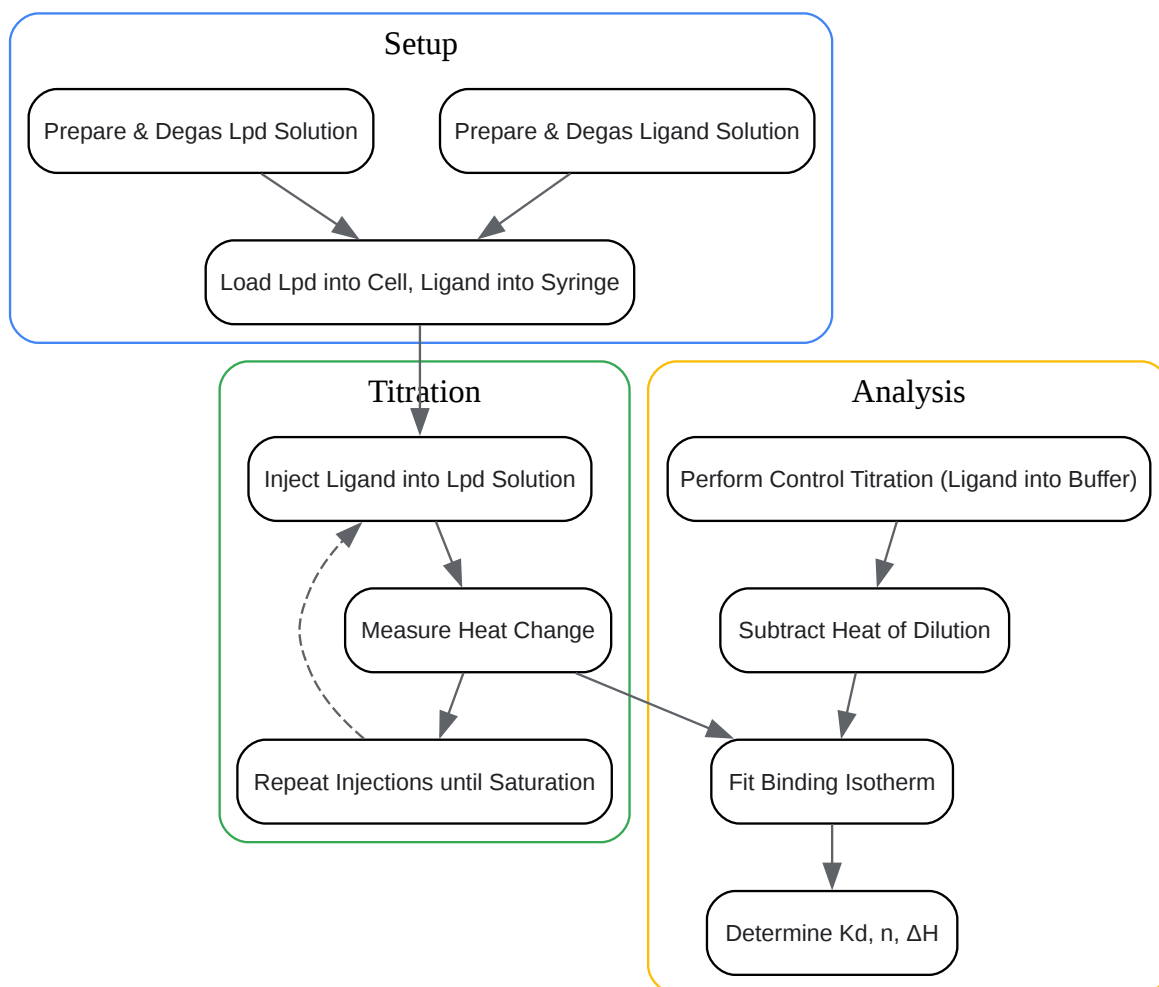 Setup
Prepare & Degas Lpd Solution
Prepare & Degas Ligand Solution
Load Lpd into Cell, Ligand into Syringe
Titration
Inject Ligand into Lpd Solution
Measure Heat Change
Repeat Injections until Saturation
Analysis
Perform Control Titration (Ligand into Buffer)
Subtract Heat of Dilution
Fit Binding Isotherm
Determine Kd, n, ΔH